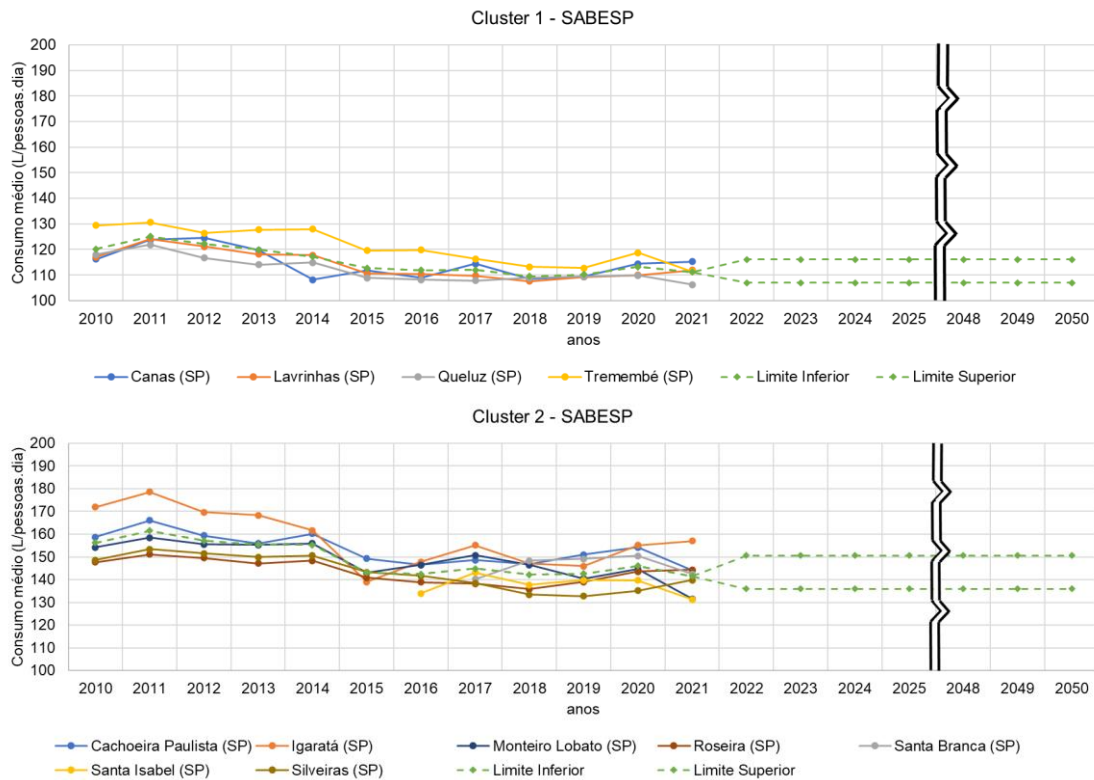 Cluster 1 - SABESP
Consumo médio (L/pessoas.dia)
200
190
180
170
160
150
140
130
120
110
100
2010 2011 2012 2013 2014 2015 2016 2017 2018 2019 2020 2021 2022 2023 2024 2025 2048 2049 2050
anos
Canas (SP) Lavrinhas (SP) Queluz (SP) Tremembé (SP) Limite Inferior Limite Superior
Cluster 2 - SABESP
Consumo médio (L/pessoas.dia)
200
190
180
170
160
150
140
130
120
110
100
2010 2011 2012 2013 2014 2015 2016 2017 2018 2019 2020 2021 2022 2023 2024 2025 2048 2049 2050
anos
Cachoeira Paulista (SP) Igaratá (SP) Monteiro Lobato (SP) Roseira (SP) Santa Branca (SP)
Santa Isabel (SP) Silveiras (SP) Limite Inferior Limite Superior